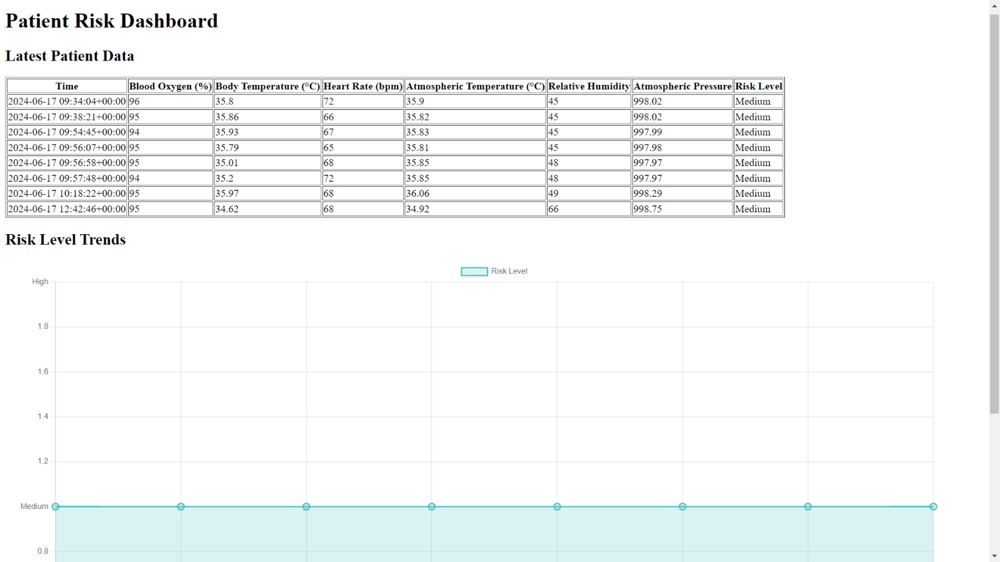 Patient Risk Dashboard
Latest Patient Data
Time Blood Oxygen (%) Body Temperature (°C) Heart Rate (bpm) Atmospheric Temperature (°C) Relative Humidity Atmospheric Pressure Risk Level
2024-06-17 09:34:04+00:00 96 35.8 72 35.9 45 998.02 Medium
2024-06-17 09:38:21+00:00 95 35.86 66 35.82 45 998.02 Medium
2024-06-17 09:54:45+00:00 94 35.93 67 35.83 45 997.99 Medium
2024-06-17 09:56:07+00:00 95 35.79 65 35.81 45 997.98 Medium
2024-06-17 09:56:58+00:00 95 35.01 68 35.85 48 997.97 Medium
2024-06-17 09:57:48+00:00 94 35.2 72 35.85 48 997.97 Medium
2024-06-17 10:18:22+00:00 95 35.97 68 36.06 49 998.29 Medium
2024-06-17 12:42:46+00:00 95 34.62 68 34.92 66 998.75 Medium
Risk Level Trends
Risk Level
High
1.8
1.6
1.4
1.2
Medium
0.8